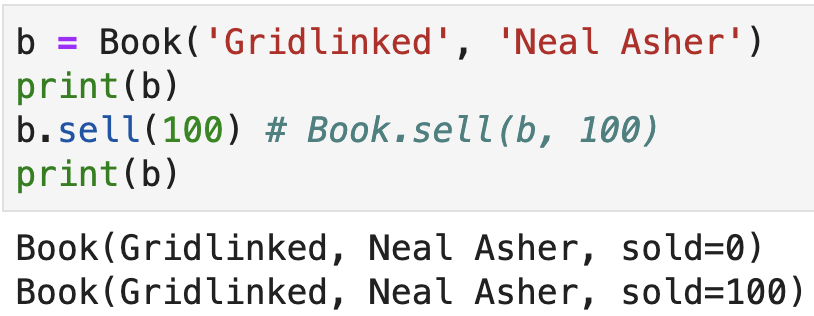 b = Book('Gridlinked', 'Neal Asher')
print(b)
b.sell(100) # Book.sell(b, 100)
print(b)
Book(Gridlinked, Neal Asher, sold=0)
Book(Gridlinked, Neal Asher, sold=100)